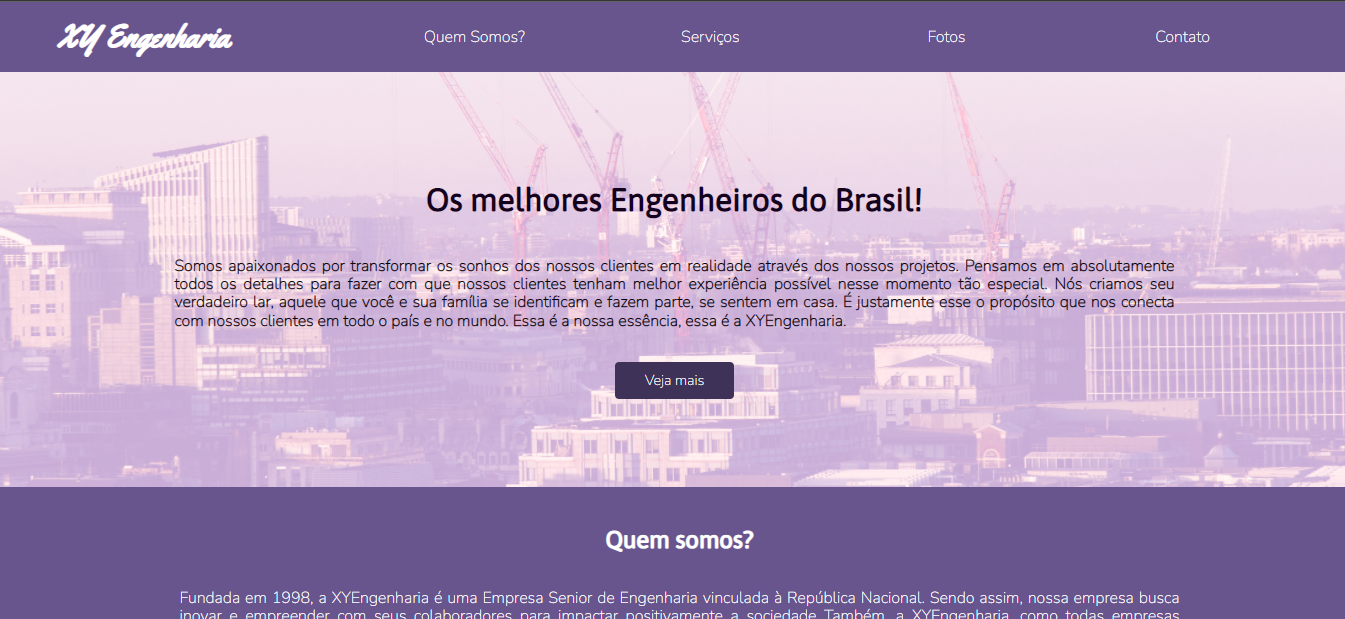 XY Engenharia
Quem Somos?
Serviços
Fotos
Contato
Os melhores Engenheiros do Brasil!
Somos apaixonados por transformar os sonhos dos nossos clientes em realidade através dos nossos projetos. Pensamos em absolutamente
todos os detalhes para fazer com que nossos clientes tenham melhor experiência possível nesse momento tão especial. Nós criamos seu
verdadeiro lar, aquele que você e sua família se identificam e fazem parte, se sentem em casa. É justamente esse o propósito que nos conecta
com nossos clientes em todo o país e no mundo. Essa é a nossa essência, essa é a XYEngenharia.
Veja mais
Quem somos?
Fundada em 1998, a XYEngenharia é uma Empresa Senior de Engenharia vinculada à República Nacional. Sendo assim, nossa empresa busca
inovar e empreender com seus colaboradores para impactar positivamente a sociedade Também, a XYEngenharia, como todas empresas